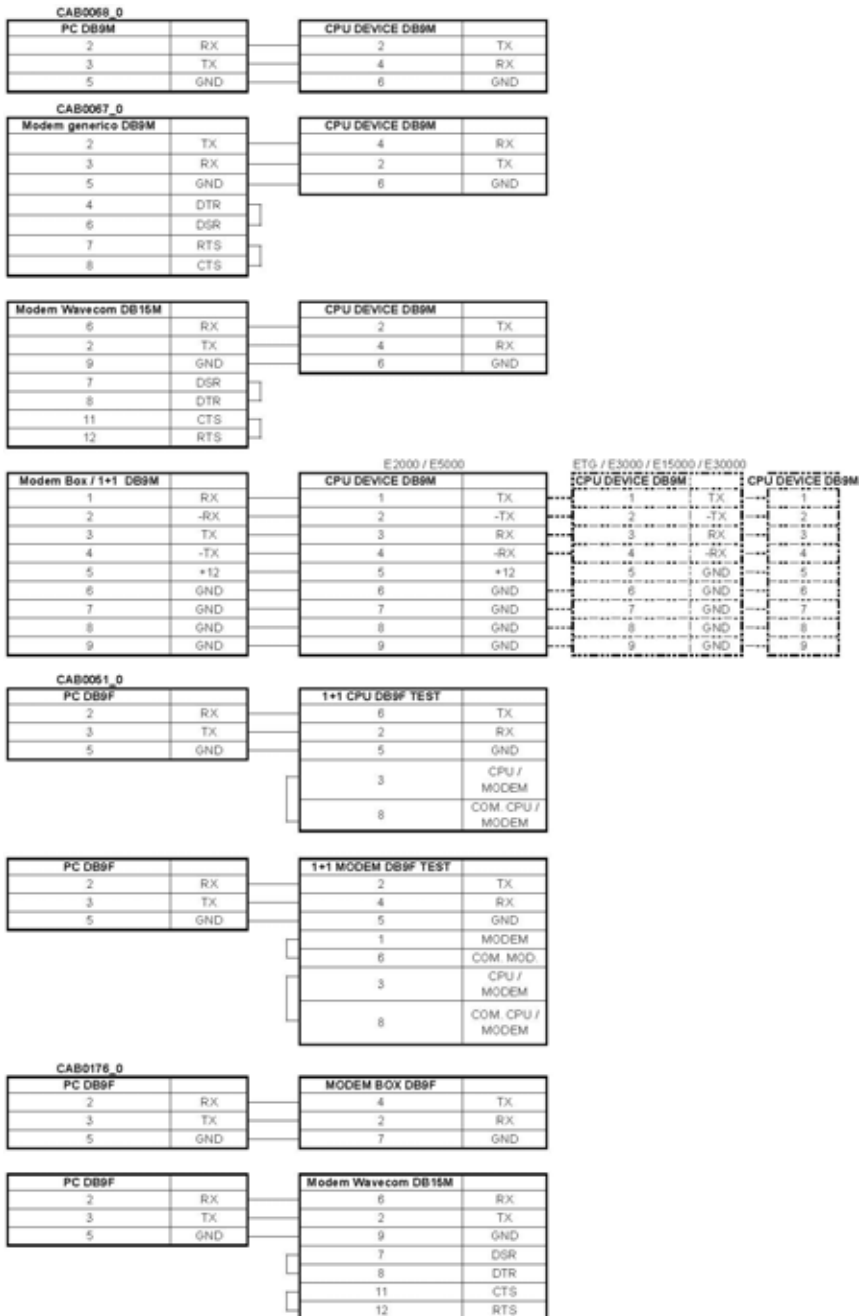 CAB0068_0
PC DB9M CPU DEVICE DB9M
2 RX 2 TX
3 TX 4 RX
5 GND 6 GND
CAB0067_0
Modem generico DB9M CPU DEVICE DB9M
2 TX 4 RX
3 RX 2 TX
5 GND 6 GND
4 DTR
6 DSR
7 RTS
8 CTS
Modem Wavecom DB15M CPU DEVICE DB9M
6 RX 2 TX
2 TX 4 RX
9 GND 6 GND
7 DSR
8 DTR
11 CTS
12 RTS
E2000 / E5000 ETG / E3000 / E15000 / E30000
Modem Box / 1+1 DB9M CPU DEVICE DB9M CPU DEVICE DB9M CPU DEVICE DB9M
1 RX 1 TX 1 TX 1
2 -RX 2 -TX 2 -TX 2
3 TX 3 RX 3 RX 3
4 -TX 4 -RX 4 -RX 4
5 +12 5 +12 5 GND 5
6 GND 6 GND 6 GND 6
7 GND 7 GND 7 GND 7
8 GND 8 GND 8 GND 8
9 GND 9 GND 9 GND 9
CAB0051_0
PC DB9F 1+1 CPU DB9F TEST
2 RX 6 TX
3 TX 2 RX
5 GND 5 GND
3 CPU /
MODEM
8 COM. CPU /
MODEM
PC DB9F 1+1 MODEM DB9F TEST
2 RX 2 TX
3 TX 4 RX
5 GND 5 GND
1 MODEM
6 COM. MOD.
3 CPU /
MODEM
8 COM. CPU /
MODEM
CAB0176_0
PC DB9F MODEM BOX DB9F
2 RX 4 TX
3 TX 2 RX
5 GND 7 GND
PC DB9F Modem Wavecom DB15M
2 RX 6 RX
3 TX 2 TX
5 GND 9 GND
7 DSR
8 DTR
11 CTS
12 RTS